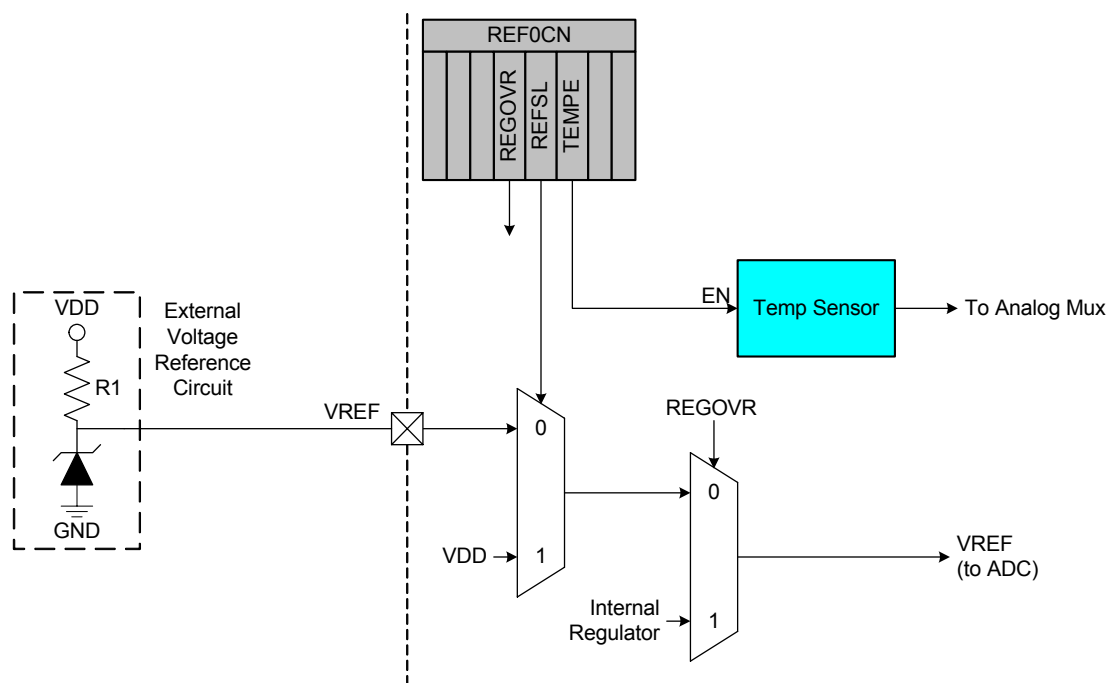 REF0CN
REGOVR
REFSL
TEMPE
EN
Temp Sensor
To Analog Mux
VDD
R1
GND
External
Voltage
Reference
Circuit
VREF
0
VDD
1
REGOVR
0
Internal
Regulator
1
VREF
(to ADC)